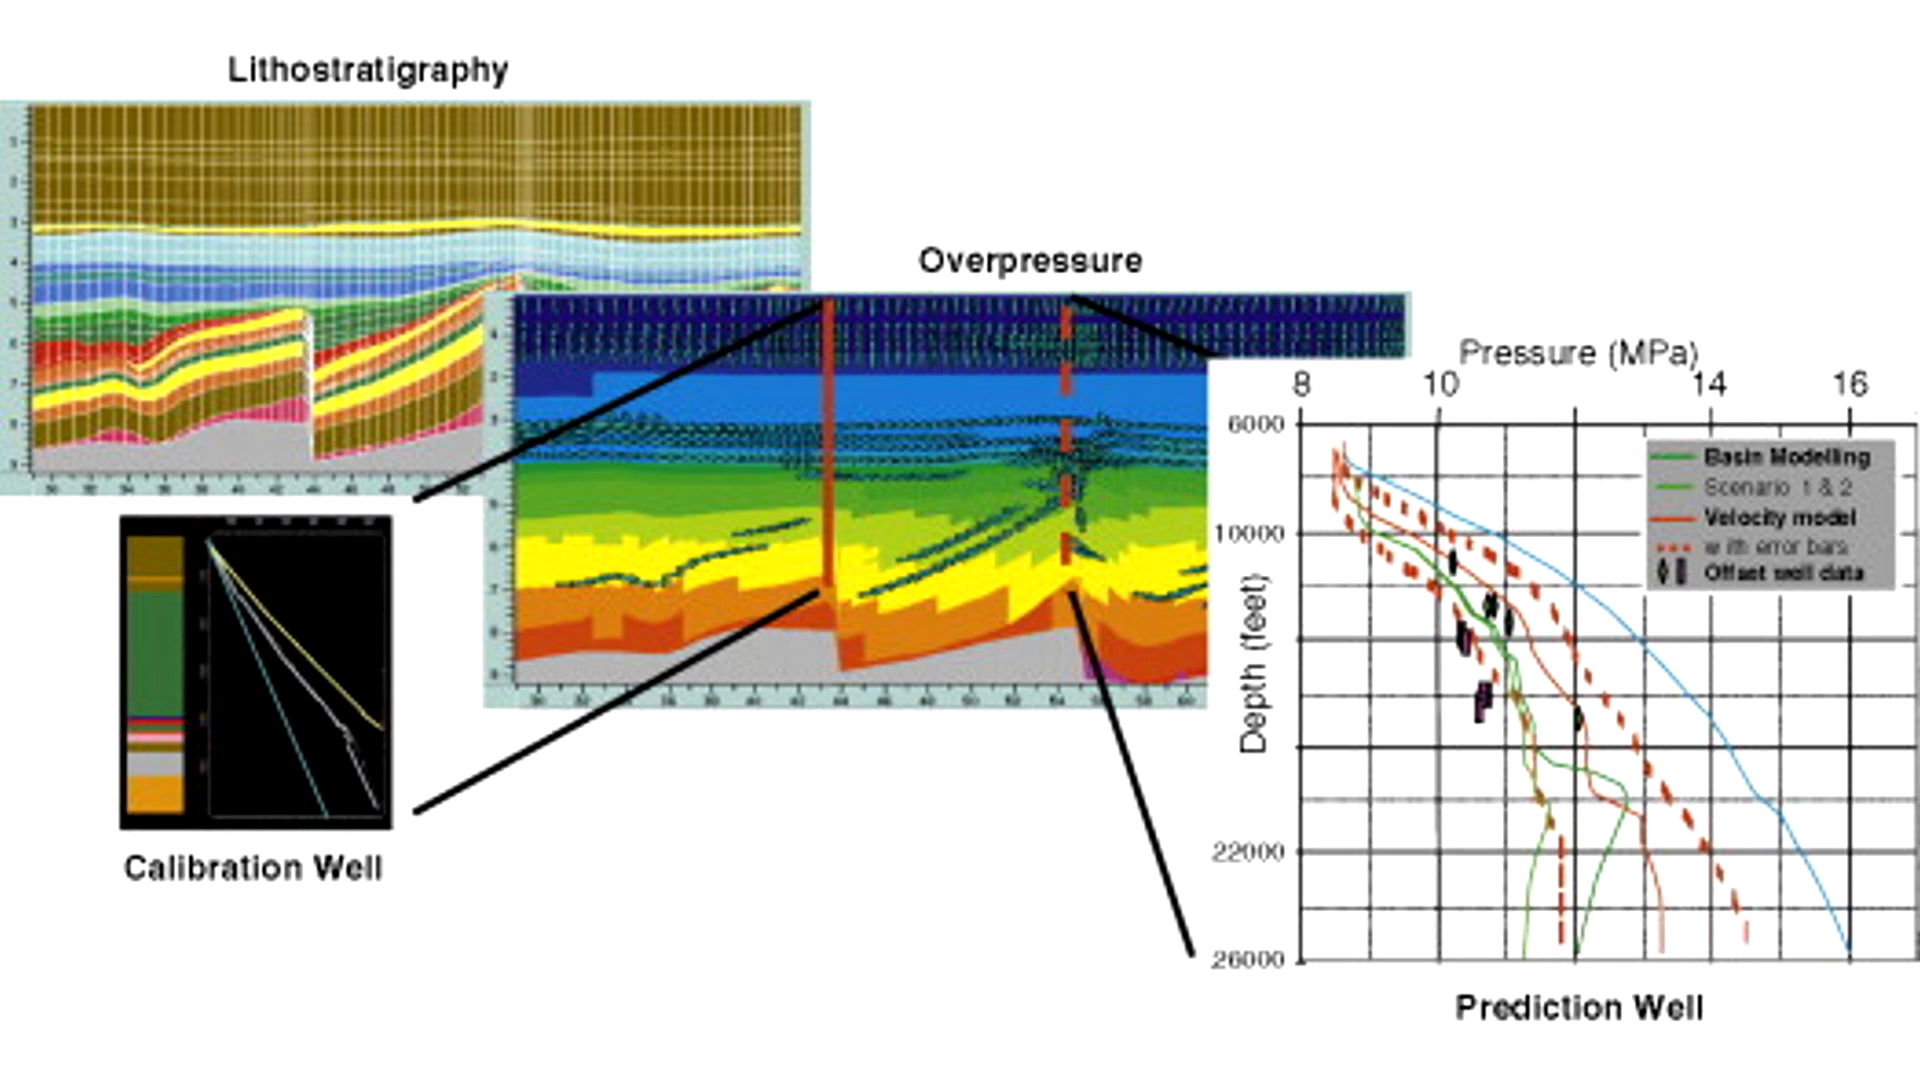 Lithostratigraphy
Overpressure
Pressure (MPa)
8 10 14 16
6000
10000
22000
26000
Depth (feet)
Basin Modelling
Scenario 1 & 2
Velocity model
with error bars
Offset well data
Calibration Well
Prediction Well